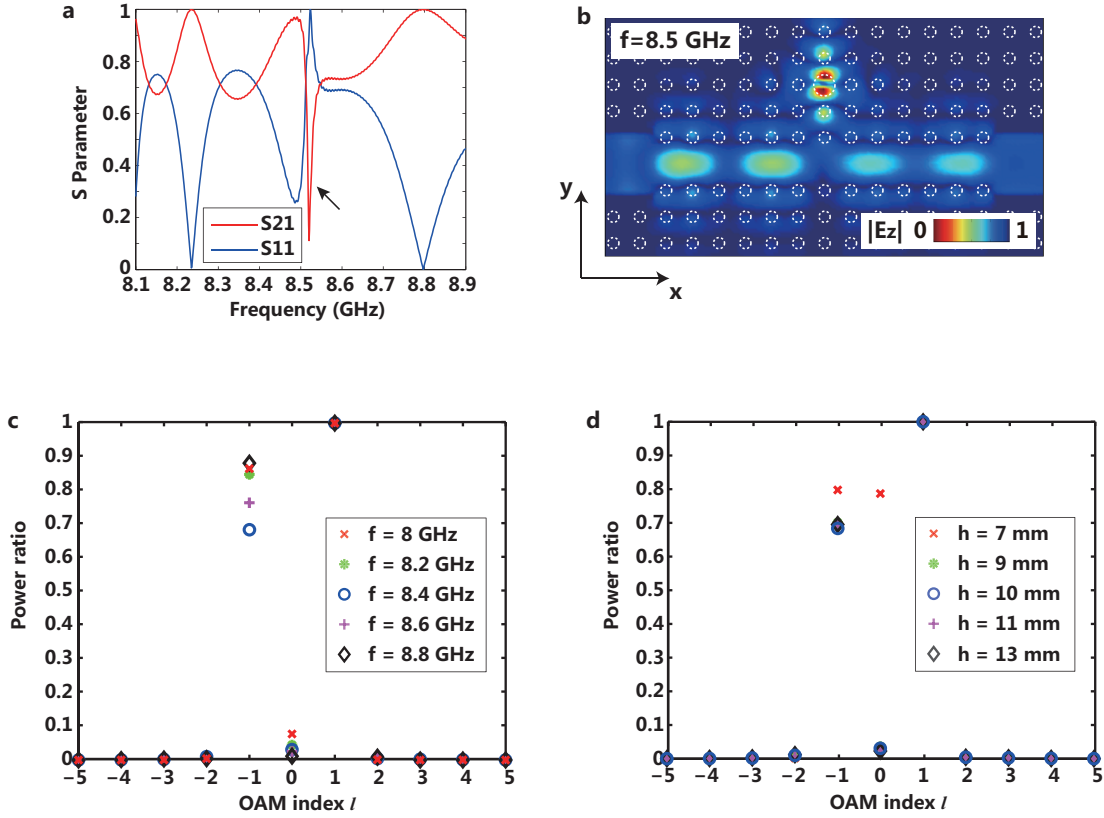 a
S Parameter
1
0.8
0.6
0.4
0.2
0
S21
S11
8.1 8.2 8.3 8.4 8.5 8.6 8.7 8.8 8.9
Frequency (GHz)
b
f=8.5 GHz
|Ez| 0 1
y
x
c
Power ratio
1
0.9
0.8
0.7
0.6
0.5
0.4
0.3
0.2
0.1
0
f = 8 GHz
f = 8.2 GHz
f = 8.4 GHz
f = 8.6 GHz
f = 8.8 GHz
−5 −4 −3 −2 −1 0 1 2 3 4 5
OAM index l
d
Power ratio
1
0.9
0.8
0.7
0.6
0.5
0.4
0.3
0.2
0.1
0
h = 7 mm
h = 9 mm
h = 10 mm
h = 11 mm
h = 13 mm
−5 −4 −3 −2 −1 0 1 2 3 4 5
OAM index l